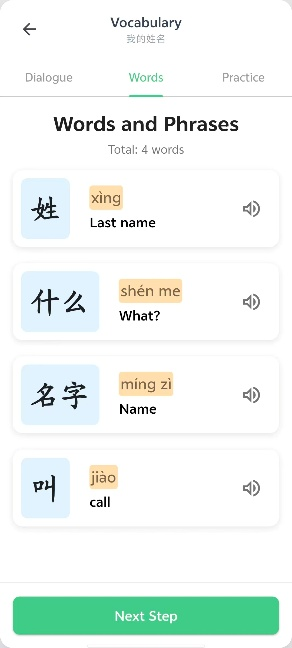 Vocabulary
我的姓名
Dialogue
Words
Practice
Words and Phrases
Total: 4 words
姓
xìng
Last name
什么
shén me
What?
名字
míng zì
Name
叫
jiào
call
Next Step